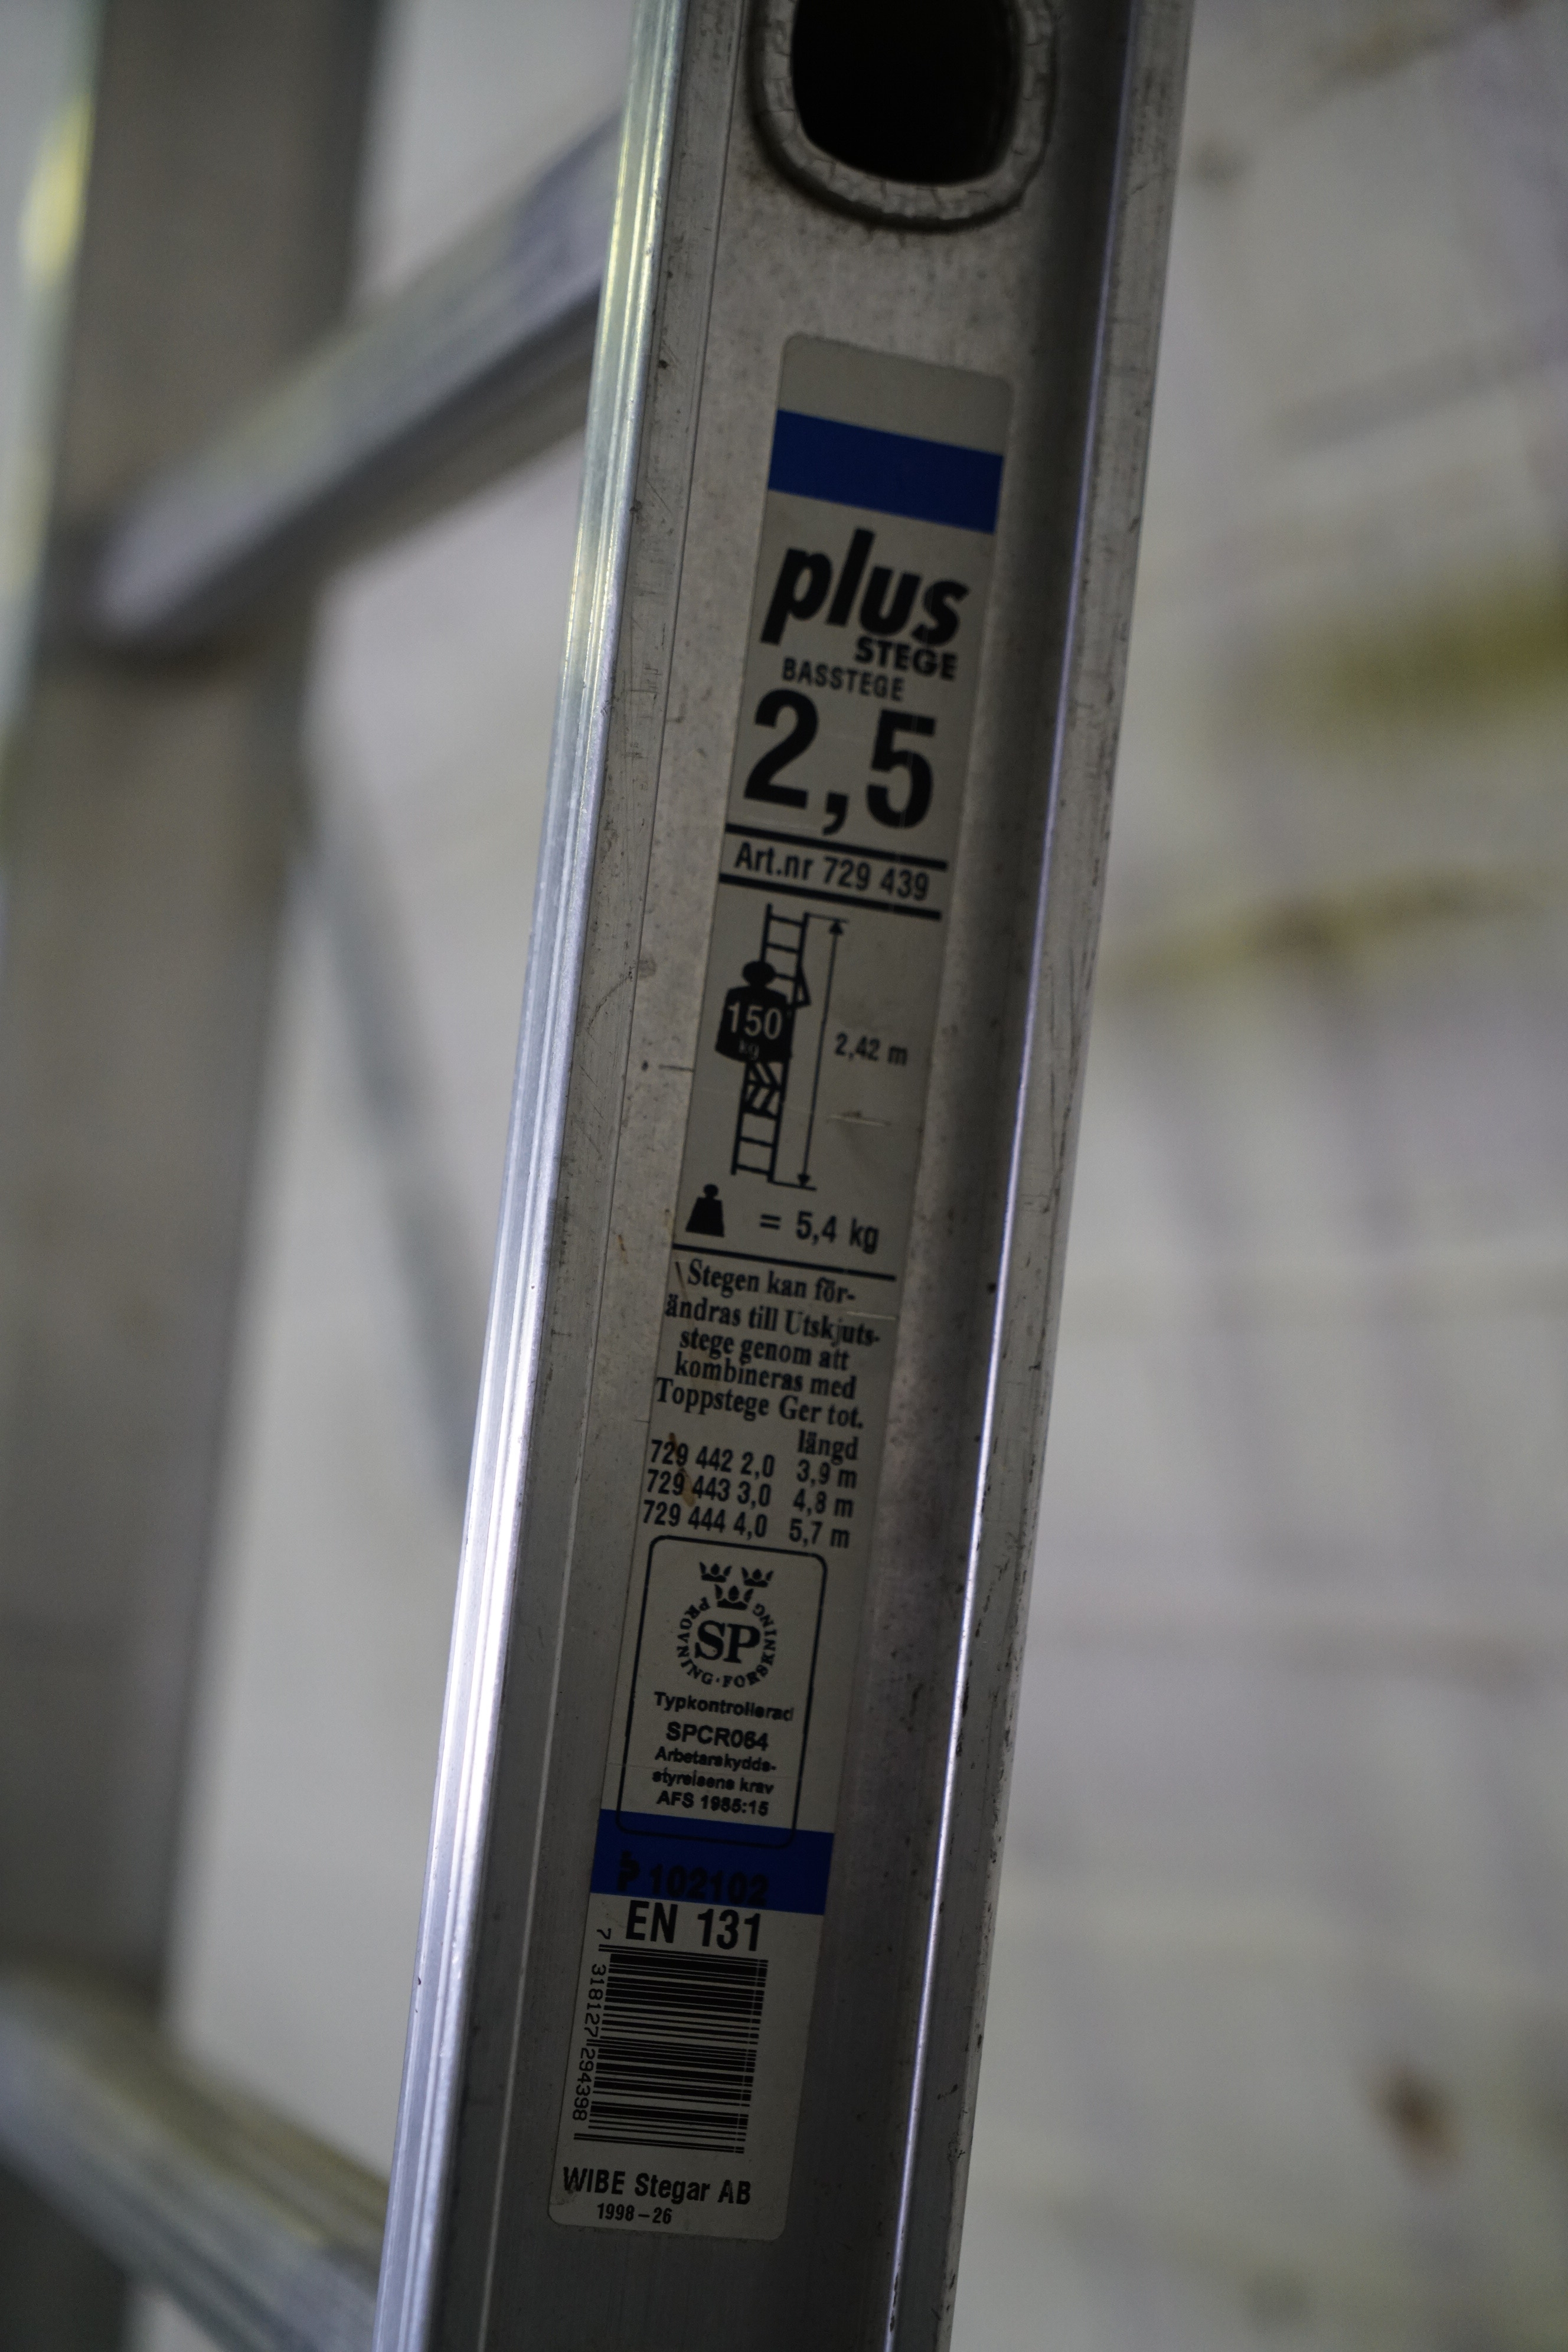 plus
STEGE
BASSTEGE
2,5
Art.nr 729 439
150
kg
2,42 m
= 5,4 kg
Stegen kan för-
ändras till Utskjuts-
stege genom att
kombineras med
Toppstege Ger tot.
längd
729 442 2,0 3,9 m
729 443 3,0 4,8 m
729 444 4,0 5,7 m
PROVNING · FORSKNING
SP
Typkontrollerad
SPCR064
Arbetarskydds-
styrelsens krav
AFS 1985:15
102102
EN 131
7 318127 294398
WIBE Stegar AB
1998-26